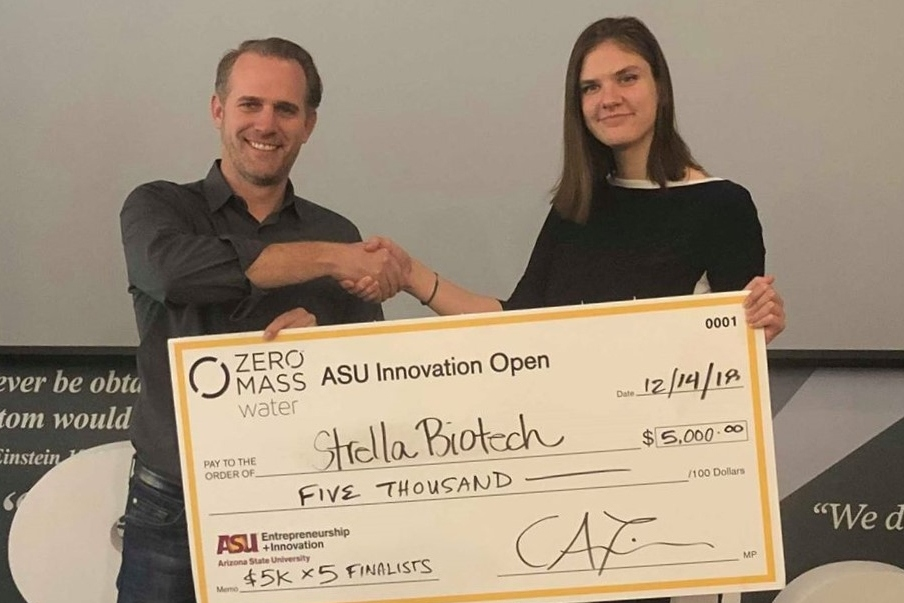 ZERO
MASS
water
ASU Innovation Open
0001
Date 12/14/18
PAY TO THE
ORDER OF Strella Biotech $ 5,000.00
FIVE THOUSAND /100 Dollars
ASU Entrepreneurship
+Innovation
Arizona State University
Memo $5K x 5 FINALISTS
MP
ever be obta
tom would
Einstein
“We d